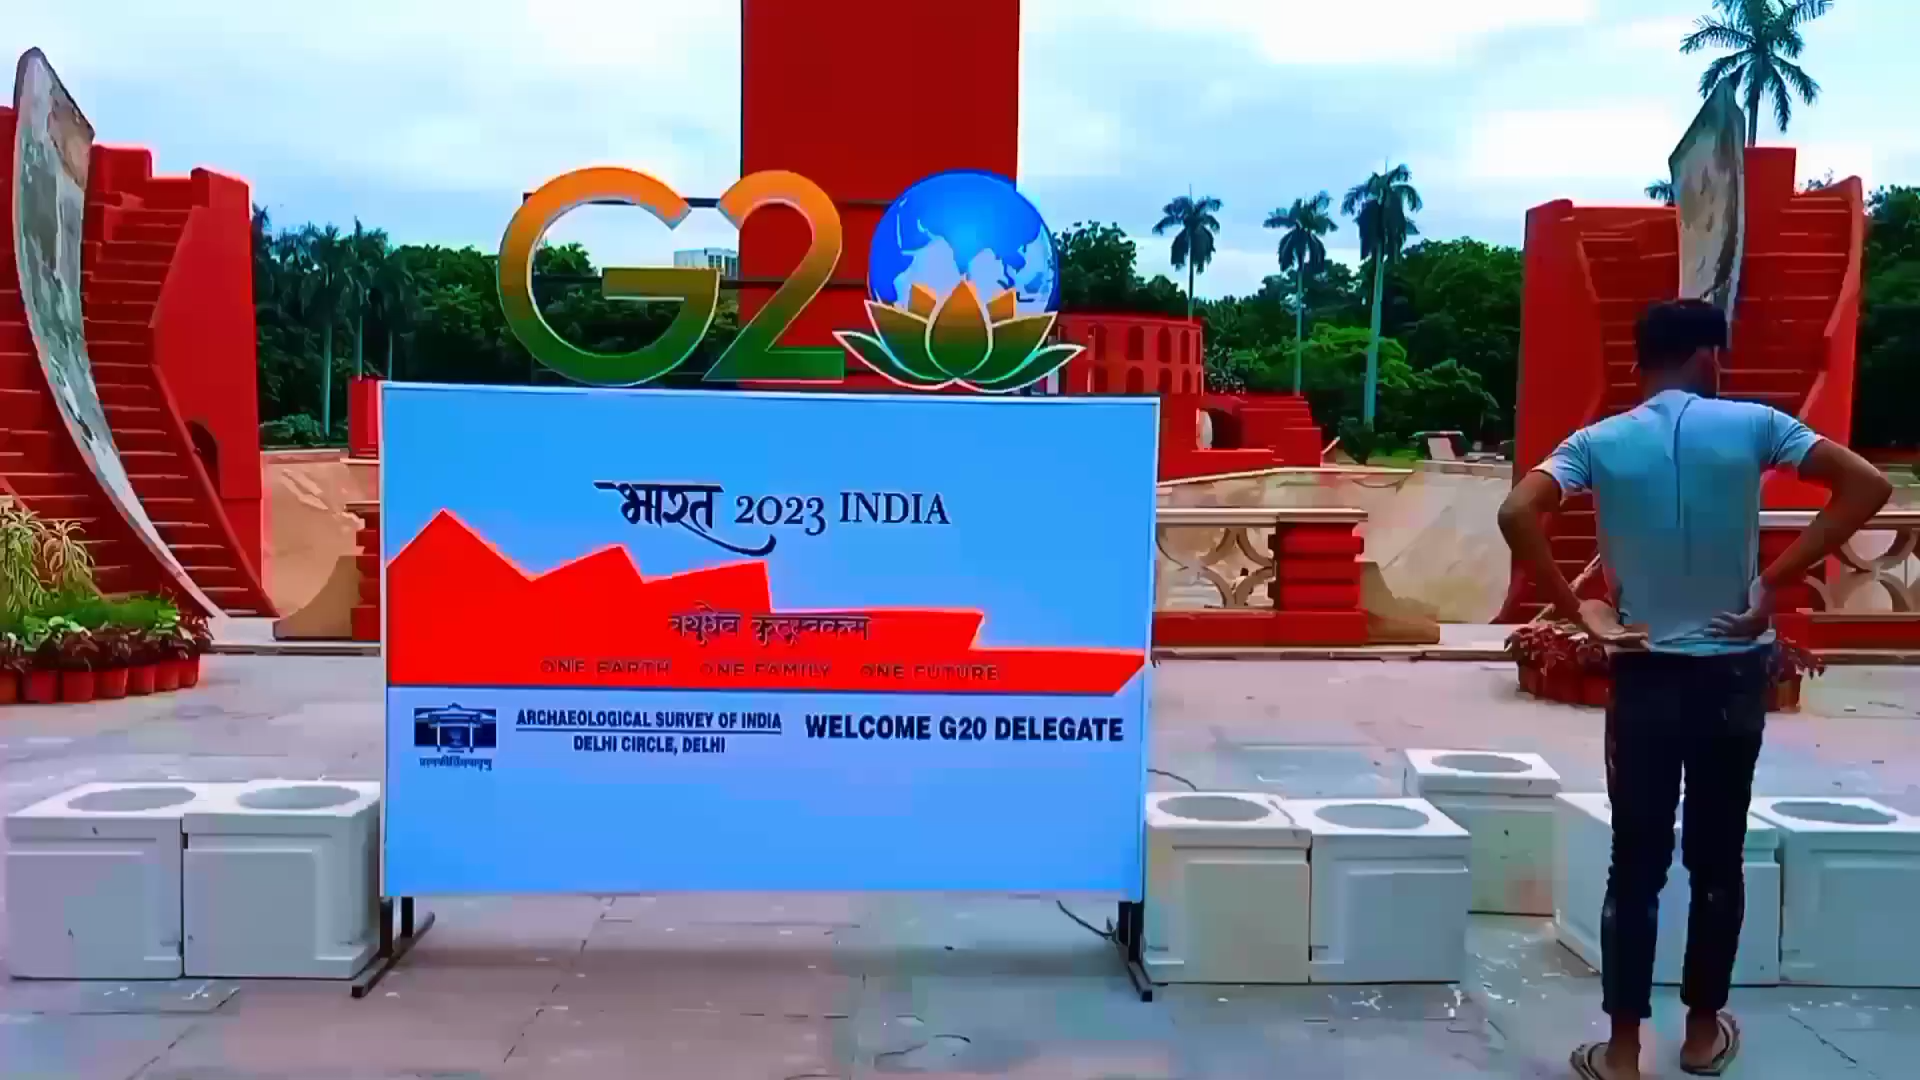 G20
भारत 2023 INDIA
वसुधैव कुटुम्बकम
ONE EARTH ONE FAMILY ONE FUTURE
ARCHAEOLOGICAL SURVEY OF INDIA
DELHI CIRCLE, DELHI
WELCOME G20 DELEGATE